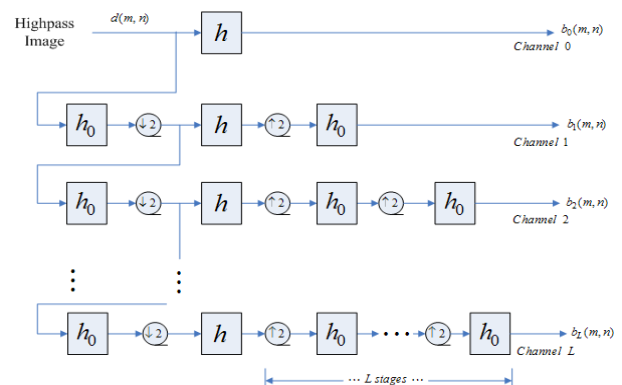 Highpass Image
d(m, n)
h
b₀(m, n)
Channel 0
h₀
↓2
h
↑2
h₀
b₁(m, n)
Channel 1
h₀
↓2
h
↑2
h₀
↑2
h₀
b₂(m, n)
Channel 2
⋮ ⋮
h₀
↓2
h
↑2
h₀
•••
↑2
h₀
b_L(m, n)
Channel L
··· L stages ···